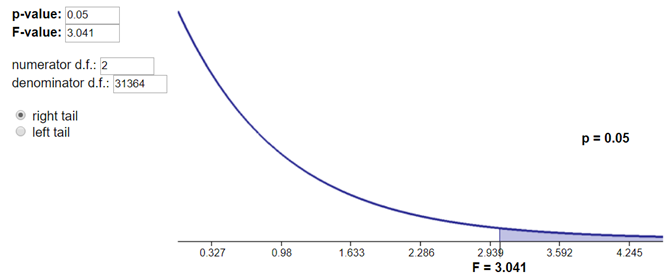 p-value: 0.05
F-value: 3.041
numerator d.f.: 2
denominator d.f.: 31364
right tail
left tail
p = 0.05
0.327 0.98 1.633 2.286 2.939 3.592 4.245
F = 3.041